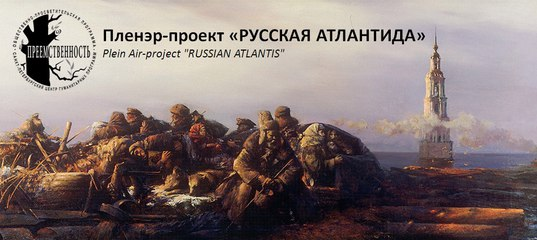 ПРЕЕМСТВЕННОСТЬ
Пленэр-проект «РУССКАЯ АТЛАНТИДА»
Plein Air-project "RUSSIAN ATLANTIS"